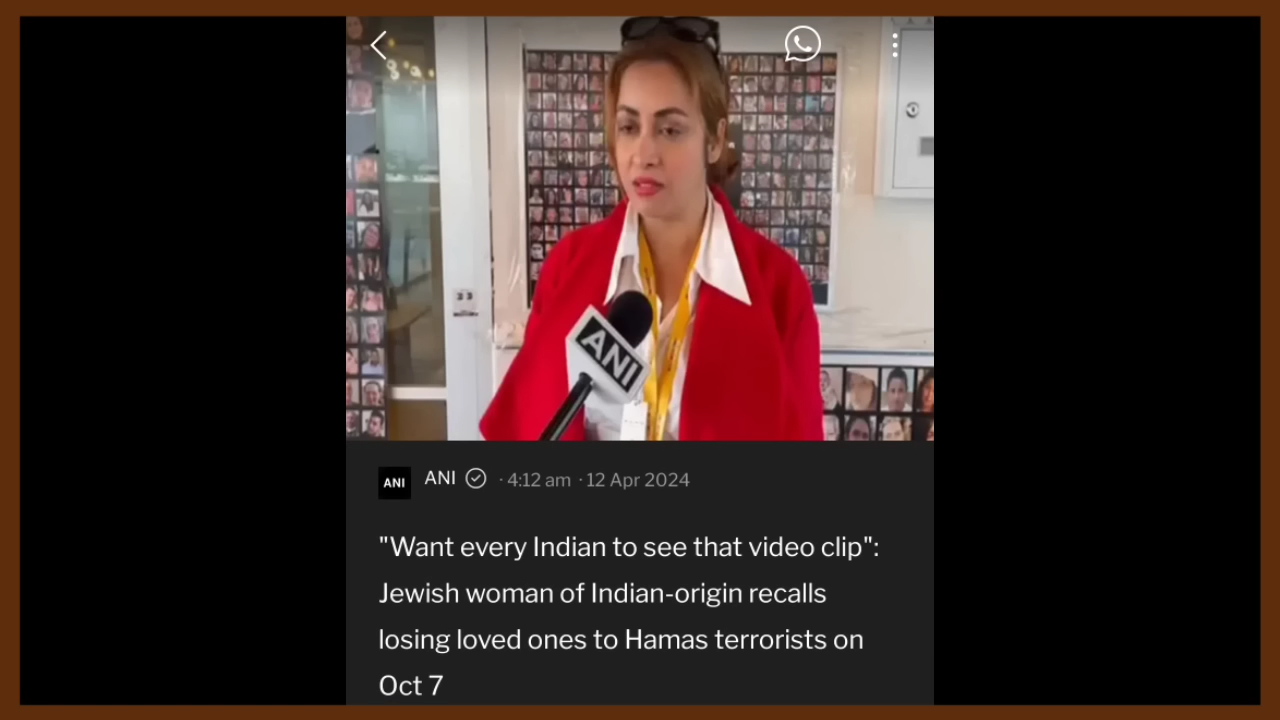 ANI
ANI
ANI · 4:12 am · 12 Apr 2024
"Want every Indian to see that video clip":
Jewish woman of Indian-origin recalls
losing loved ones to Hamas terrorists on
Oct 7